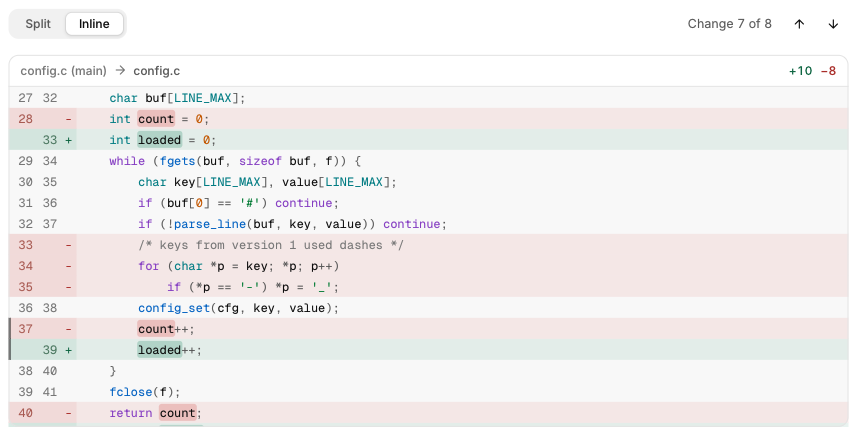 Split Inline Change 7 of 8 ↑ ↓
config.c (main) → config.c +10 −8
27 32 char buf[LINE_MAX];
28 - int count = 0;
33 + int loaded = 0;
29 34 while (fgets(buf, sizeof buf, f)) {
30 35 char key[LINE_MAX], value[LINE_MAX];
31 36 if (buf[0] == '#') continue;
32 37 if (!parse_line(buf, key, value)) continue;
33 - /* keys from version 1 used dashes */
34 - for (char *p = key; *p; p++)
35 - if (*p == '-') *p = '_';
36 38 config_set(cfg, key, value);
37 - count++;
39 + loaded++;
38 40 }
39 41 fclose(f);
40 - return count;